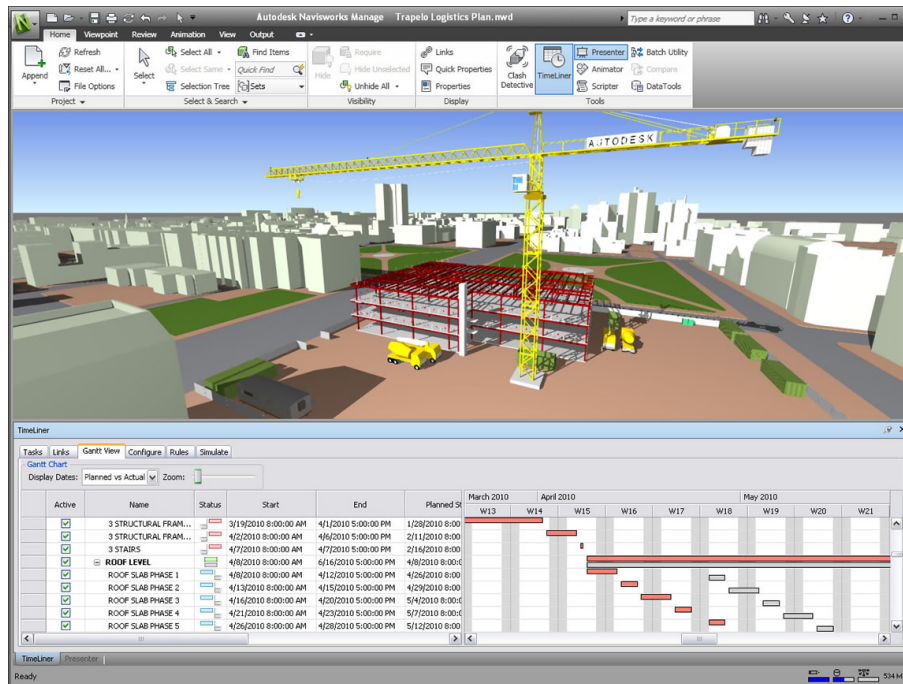 Autodesk Navisworks Manage Trapelo Logistics Plan.nwd
Type a keyword or phrase
Home Viewpoint Review Animation View Output
Append
Refresh
Reset All...
File Options
Project
Select
Select All
Select Same
Selection Tree
Find Items
Quick Find
Sets
Select & Search
Hide
Require
Hide Unselected
Unhide All
Visibility
Links
Quick Properties
Properties
Display
Clash Detective
TimeLiner
Presenter
Animator
Scripter
Batch Utility
Compare
DataTools
Tools
AUTODESK
TimeLiner
Tasks Links Gantt View Configure Rules Simulate
Gantt Chart
Display Dates: Planned vs Actual Zoom:
Active Name Status Start End Planned St
March 2010 April 2010 May 2010
W13 W14 W15 W16 W17 W18 W19 W20 W21
3 STRUCTURAL FRAM... 3/19/2010 8:00:00 AM 4/1/2010 5:00:00 PM 1/28/2010 8:00
3 STRUCTURAL FRAM... 4/2/2010 8:00:00 AM 4/6/2010 5:00:00 PM 2/11/2010 8:00
3 STAIRS 4/7/2010 8:00:00 AM 4/7/2010 5:00:00 PM 2/16/2010 8:00
ROOF LEVEL 4/8/2010 8:00:00 AM 6/16/2010 5:00:00 PM 4/8/2010 8:00:0
ROOF SLAB PHASE 1 4/8/2010 8:00:00 AM 4/12/2010 5:00:00 PM 4/26/2010 8:00
ROOF SLAB PHASE 2 4/13/2010 8:00:00 AM 4/15/2010 5:00:00 PM 4/29/2010 8:00
ROOF SLAB PHASE 3 4/16/2010 8:00:00 AM 4/20/2010 5:00:00 PM 5/4/2010 8:00:0
ROOF SLAB PHASE 4 4/21/2010 8:00:00 AM 4/23/2010 5:00:00 PM 5/7/2010 8:00:0
ROOF SLAB PHASE 5 4/26/2010 8:00:00 AM 4/28/2010 5:00:00 PM 5/12/2010 8:00
TimeLiner Presenter
Ready
534 M